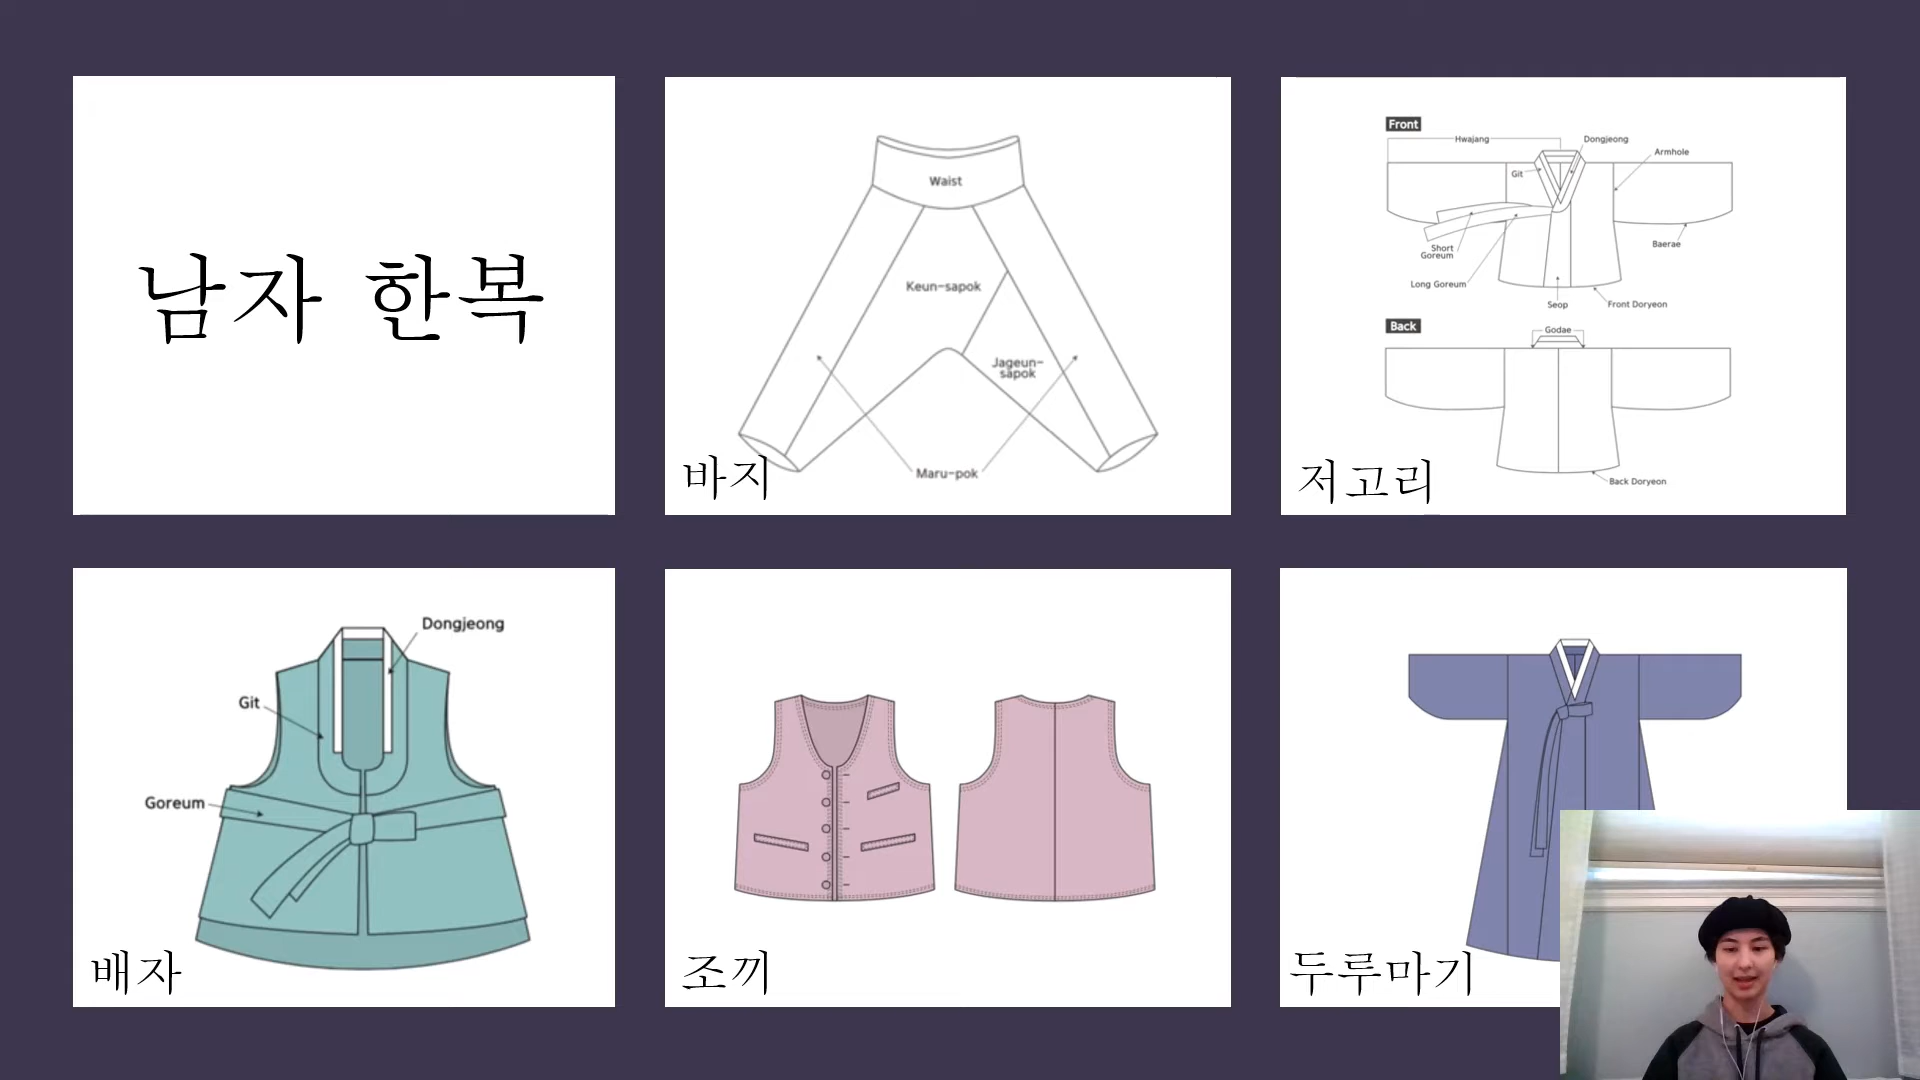 남자 한복
Waist
Keun-sapok
Jageun-
sapok
Maru-pok
바지
Front
Hwajang
Dongjeong
Armhole
Git
Short
Goreum
Baerae
Long Goreum
Seop
Front Doryeon
Back
Godae
Back Doryeon
저고리
Dongjeong
Git
Goreum
배자
조끼
두루마기